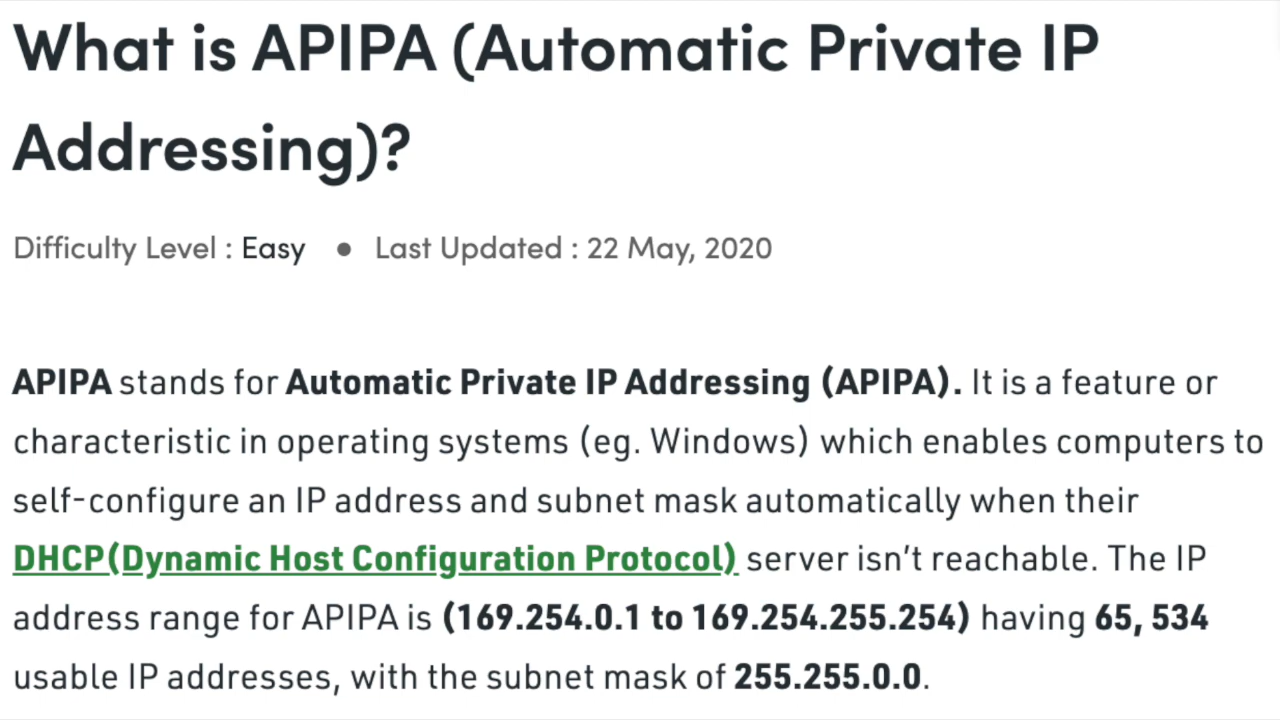 What is APIPA (Automatic Private IP
Addressing)?
Difficulty Level : Easy ● Last Updated : 22 May, 2020
APIPA stands for Automatic Private IP Addressing (APIPA). It is a feature or
characteristic in operating systems (eg. Windows) which enables computers to
self-configure an IP address and subnet mask automatically when their
DHCP(Dynamic Host Configuration Protocol) server isn’t reachable. The IP
address range for APIPA is (169.254.0.1 to 169.254.255.254) having 65, 534
usable IP addresses, with the subnet mask of 255.255.0.0.